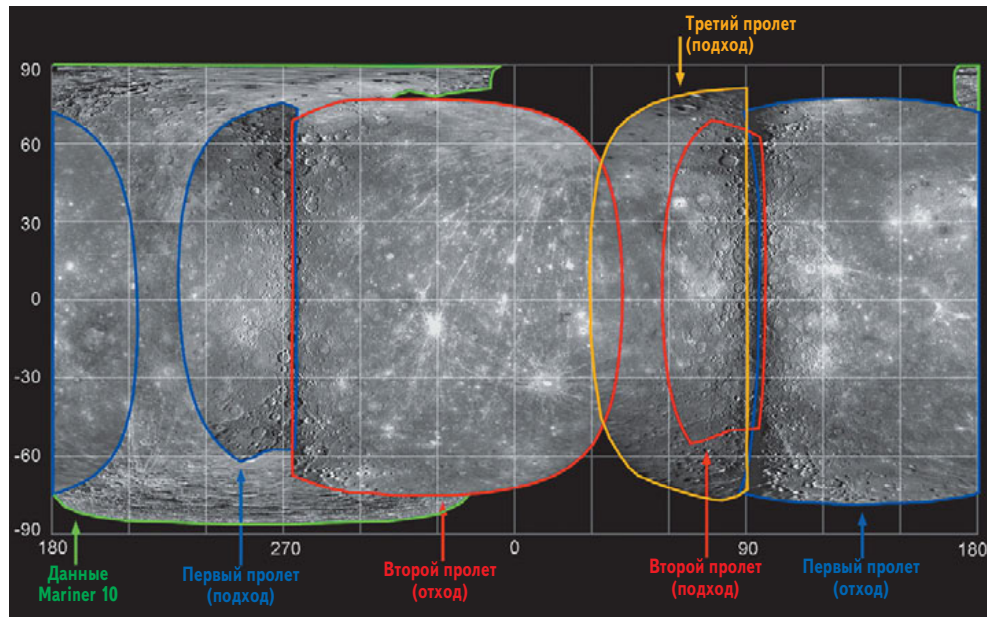 Третий пролет
(подход)
90
60
30
0
-30
-60
-90
180
270
0
90
180
Данные
Mariner 10
Первый пролет
(подход)
Второй пролет
(отход)
Второй пролет
(подход)
Первый пролет
(отход)